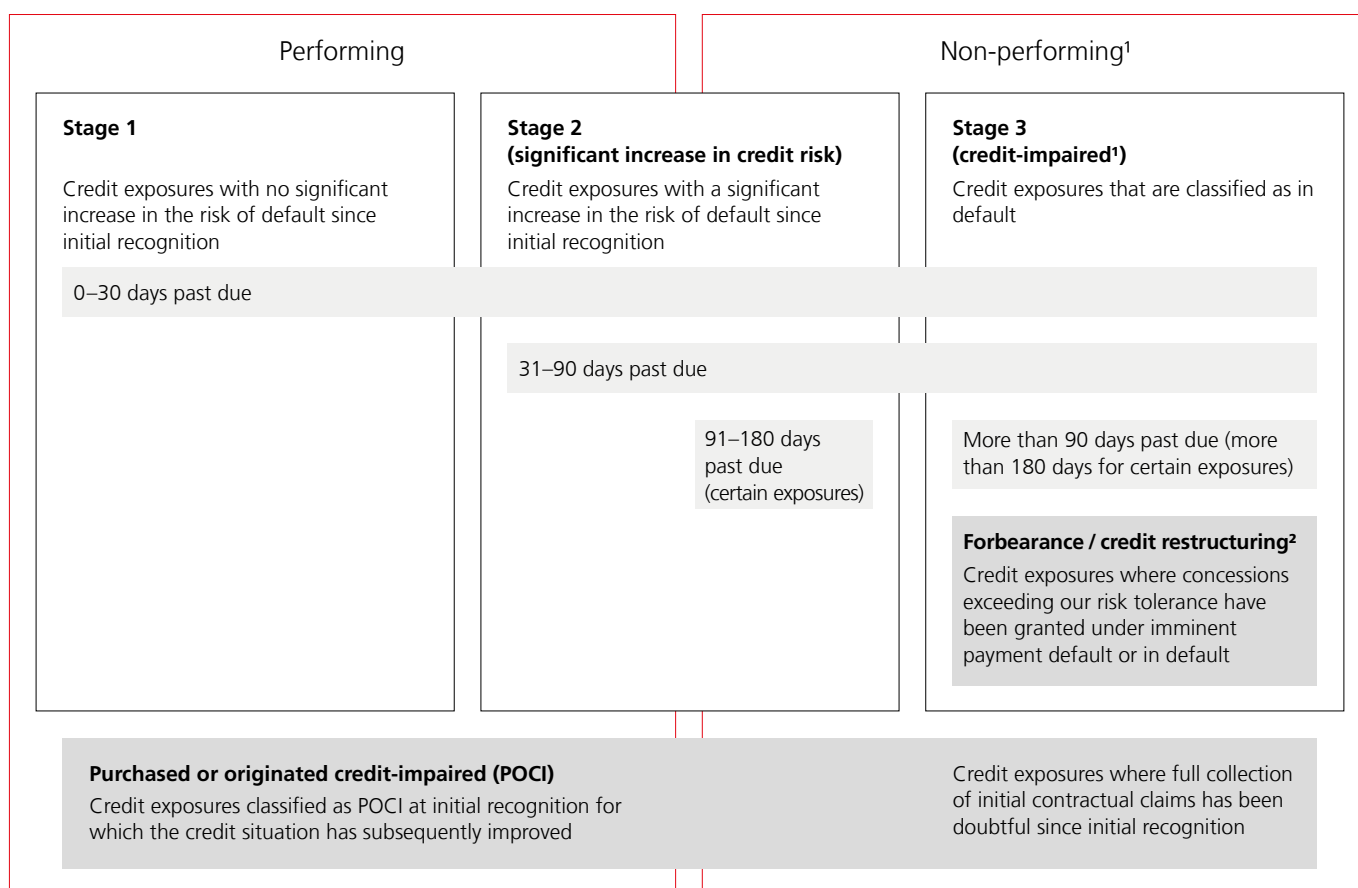 Performing
Non-performing¹
Stage 1
Credit exposures with no significant
increase in the risk of default since
initial recognition
Stage 2
(significant increase in credit risk)
Credit exposures with a significant
increase in the risk of default since
initial recognition
Stage 3
(credit-impaired¹)
Credit exposures that are classified as in
default
0–30 days past due
31–90 days past due
91–180 days
past due
(certain exposures)
More than 90 days past due (more
than 180 days for certain exposures)
Forbearance / credit restructuring²
Credit exposures where concessions
exceeding our risk tolerance have
been granted under imminent
payment default or in default
Purchased or originated credit-impaired (POCI)
Credit exposures classified as POCI at initial recognition for
which the credit situation has subsequently improved
Credit exposures where full collection
of initial contractual claims has been
doubtful since initial recognition